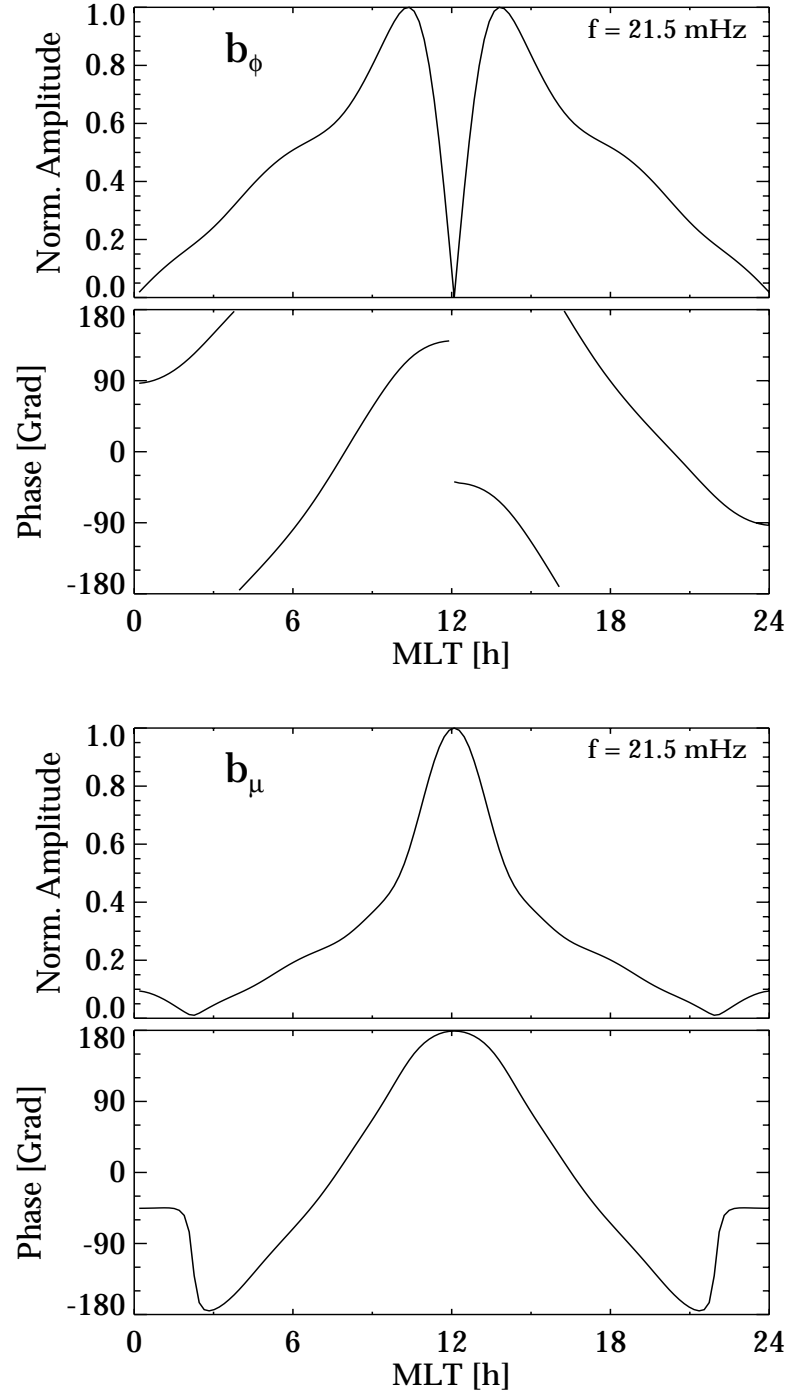 b_φ
f = 21.5 mHz
Norm. Amplitude
1.0
0.8
0.6
0.4
0.2
0.0
Phase [Grad]
180
90
0
-90
-180
0 6 12 18 24
MLT [h]
b_μ
f = 21.5 mHz
Norm. Amplitude
1.0
0.8
0.6
0.4
0.2
0.0
Phase [Grad]
180
90
0
-90
-180
0 6 12 18 24
MLT [h]